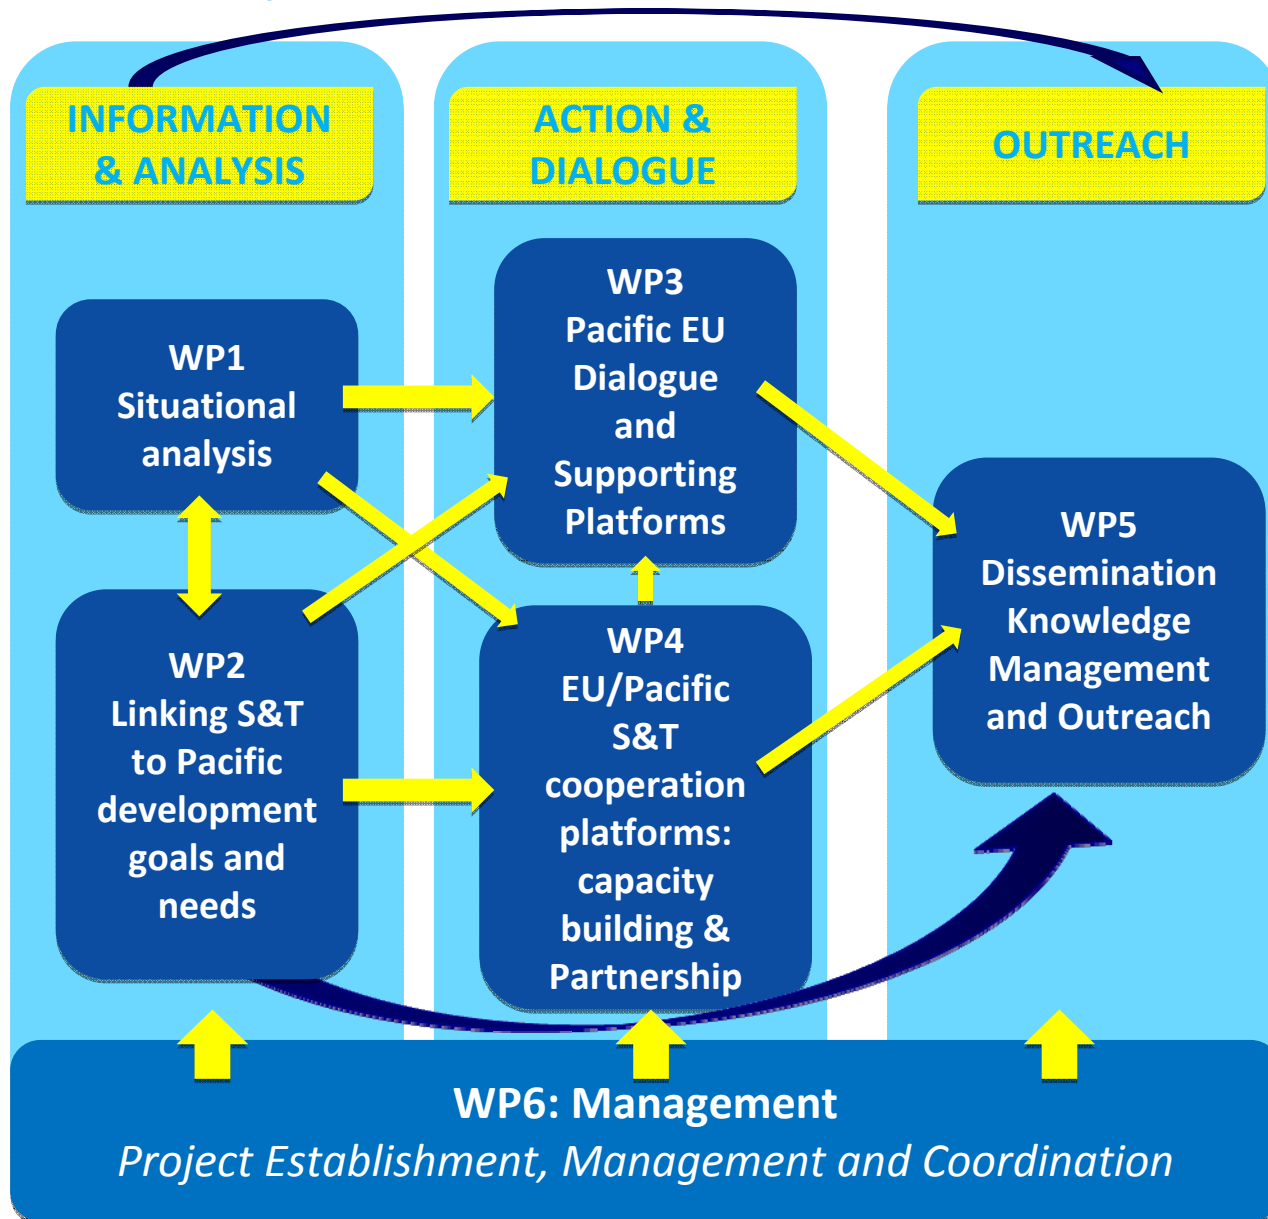 INFORMATION
& ANALYSIS
ACTION &
DIALOGUE
OUTREACH
WP1
Situational
analysis
WP2
Linking S&T
to Pacific
development
goals and
needs
WP3
Pacific EU
Dialogue
and
Supporting
Platforms
WP4
EU/Pacific
S&T
cooperation
platforms:
capacity
building &
Partnership
WP5
Dissemination
Knowledge
Management
and Outreach
WP6: Management
Project Establishment, Management and Coordination